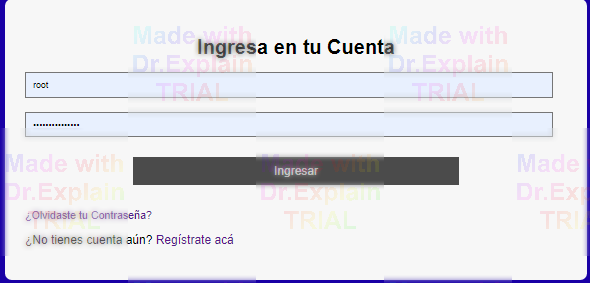 Made with Made with
Dr.Explain Dr.Explain
TRIAL TRIAL
Ingresa en tu Cuenta
root
•••••••••••••••
Made with Made with Made with
Dr.Explain Dr.Explain Dr.Explain
TRIAL TRIAL TRIAL
Ingresar
¿Olvidaste tu Contraseña?
¿No tienes cuenta aún? Regístrate acá